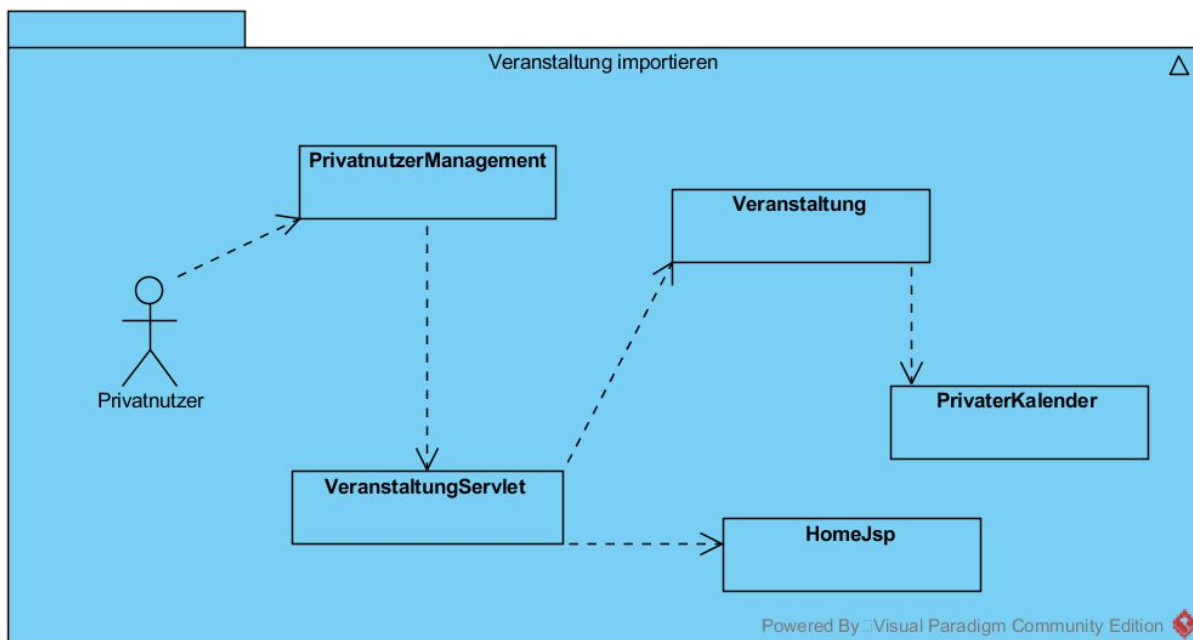 Veranstaltung importieren
PrivatnutzerManagement
Veranstaltung
Privatnutzer
PrivaterKalender
VeranstaltungServlet
HomeJsp
Powered By Visual Paradigm Community Edition